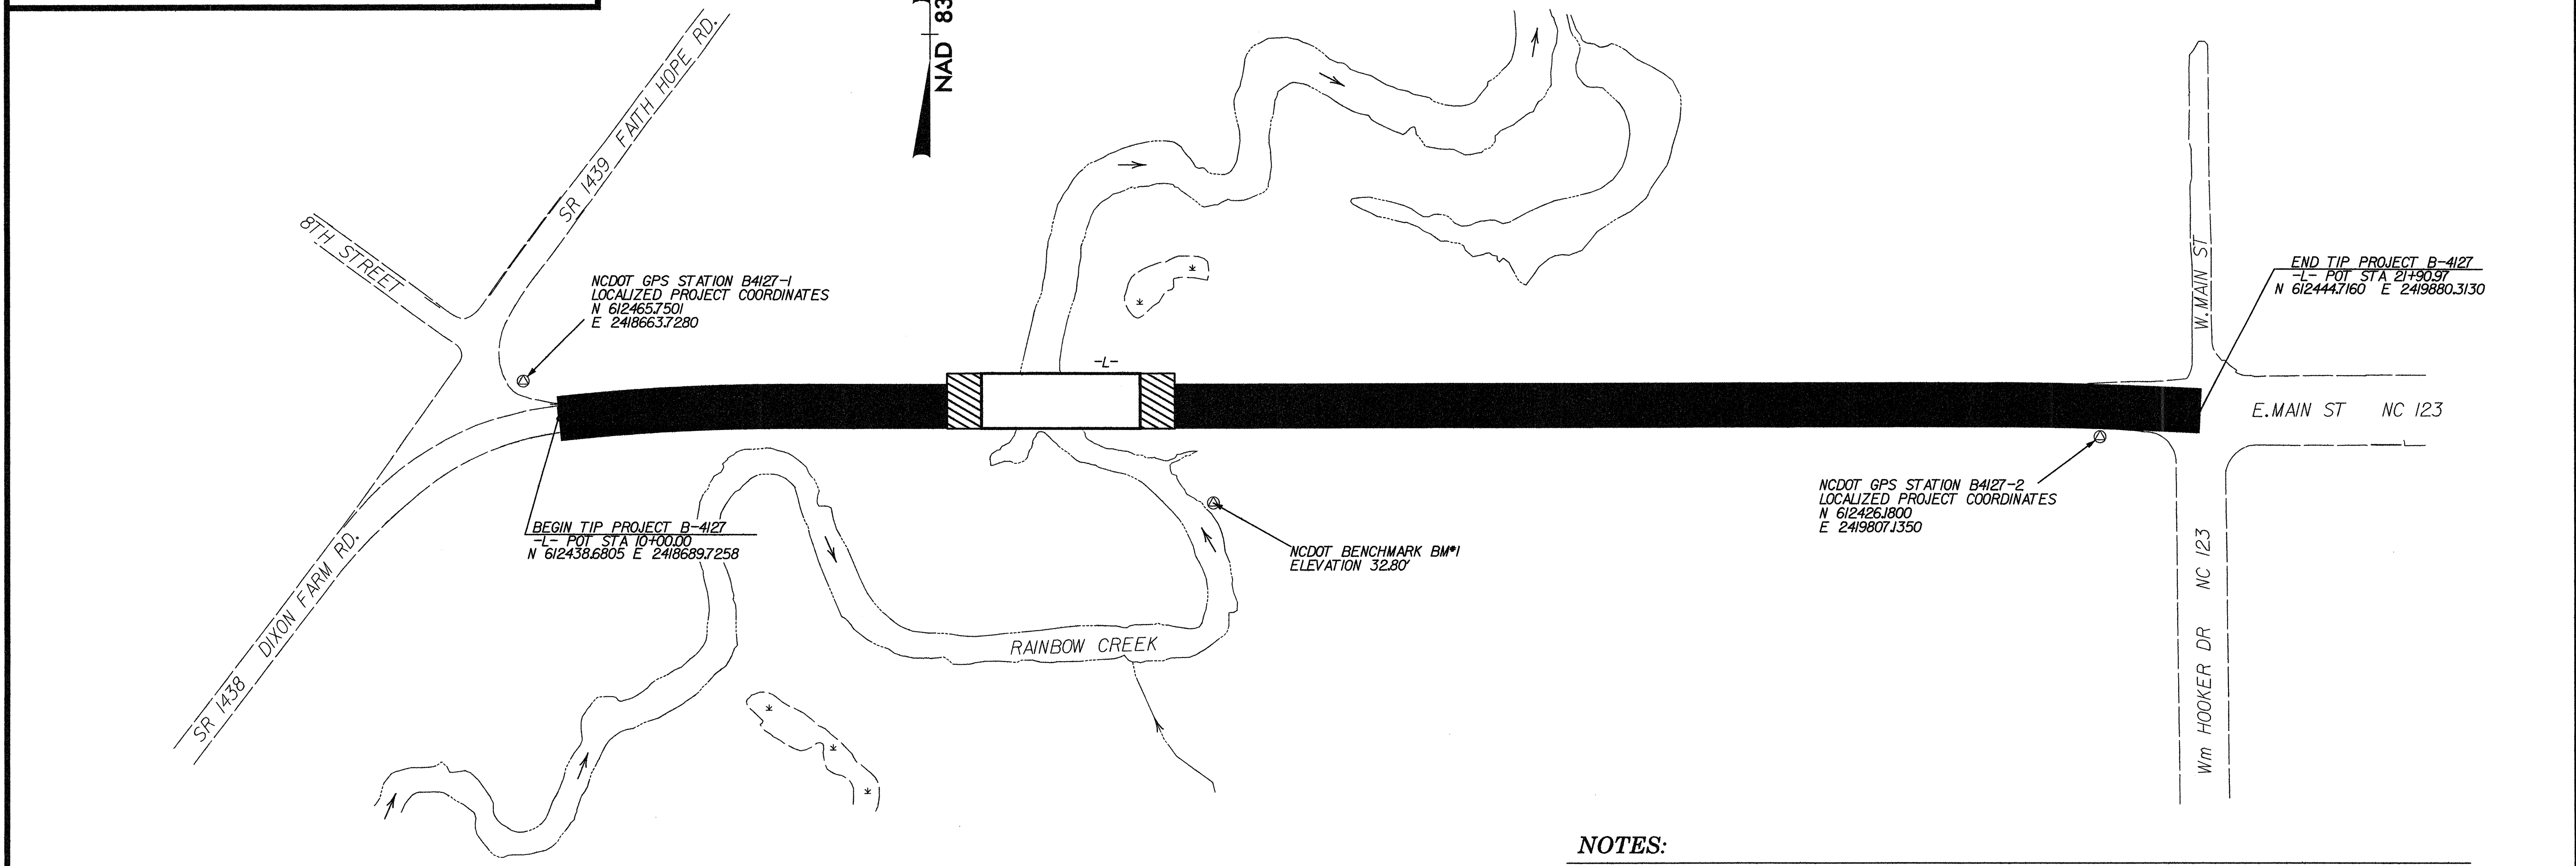 NAD 83
SR 1439 FAITH HOPE RD.
8TH STREET
NCDOT GPS STATION B4127-1
LOCALIZED PROJECT COORDINATES
N 612465.7501
E 2418663.7280
-L-
W. MAIN ST
END TIP PROJECT B-4127
-L- POT STA 21+90.97
N 612444.7160 E 2419880.3130
E. MAIN ST NC 123
BEGIN TIP PROJECT B-4127
-L- POT STA 10+00.00
N 612438.6805 E 2418689.7258
SR 1438 DIXON FARM RD.
NCDOT BENCHMARK BM#1
ELEVATION 32.80'
NCDOT GPS STATION B4127-2
LOCALIZED PROJECT COORDINATES
N 612426.1800
E 2419807.1350
RAINBOW CREEK
Wm HOOKER DR NC 123
NOTES: